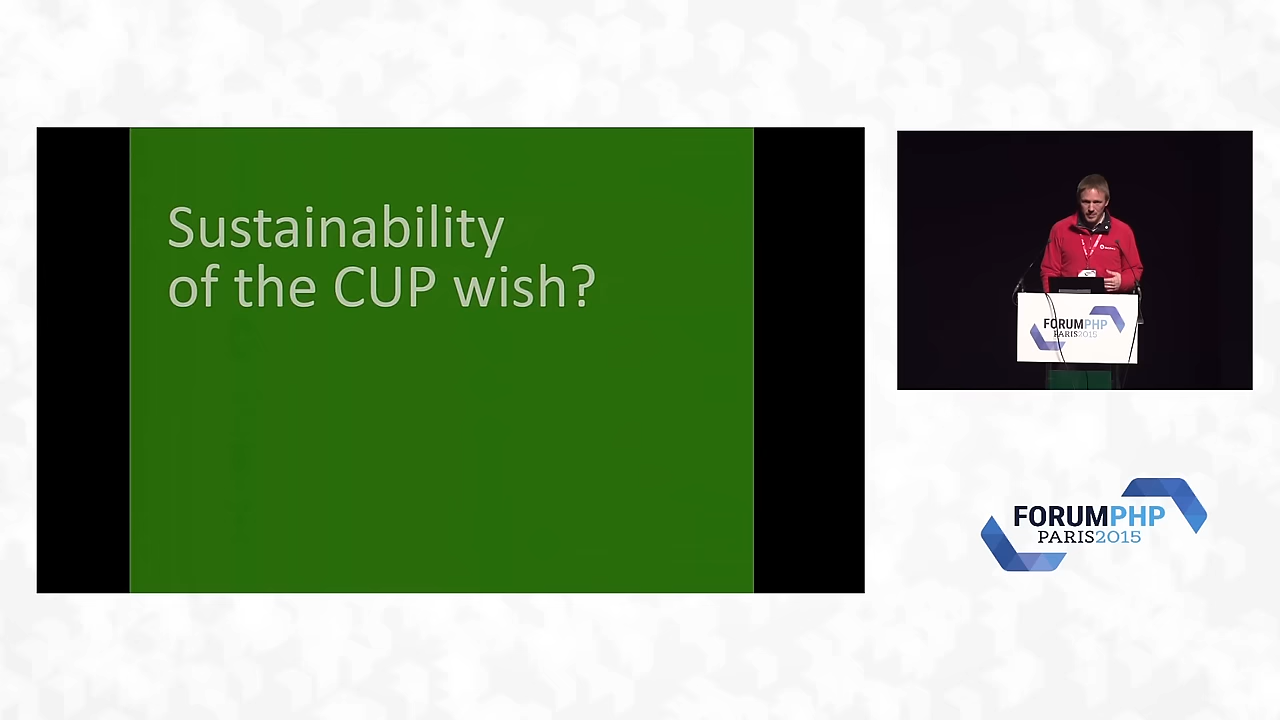 Sustainability
of the CUP wish?
FORUMPHP
PARIS2015
FORUMPHP
PARIS2015